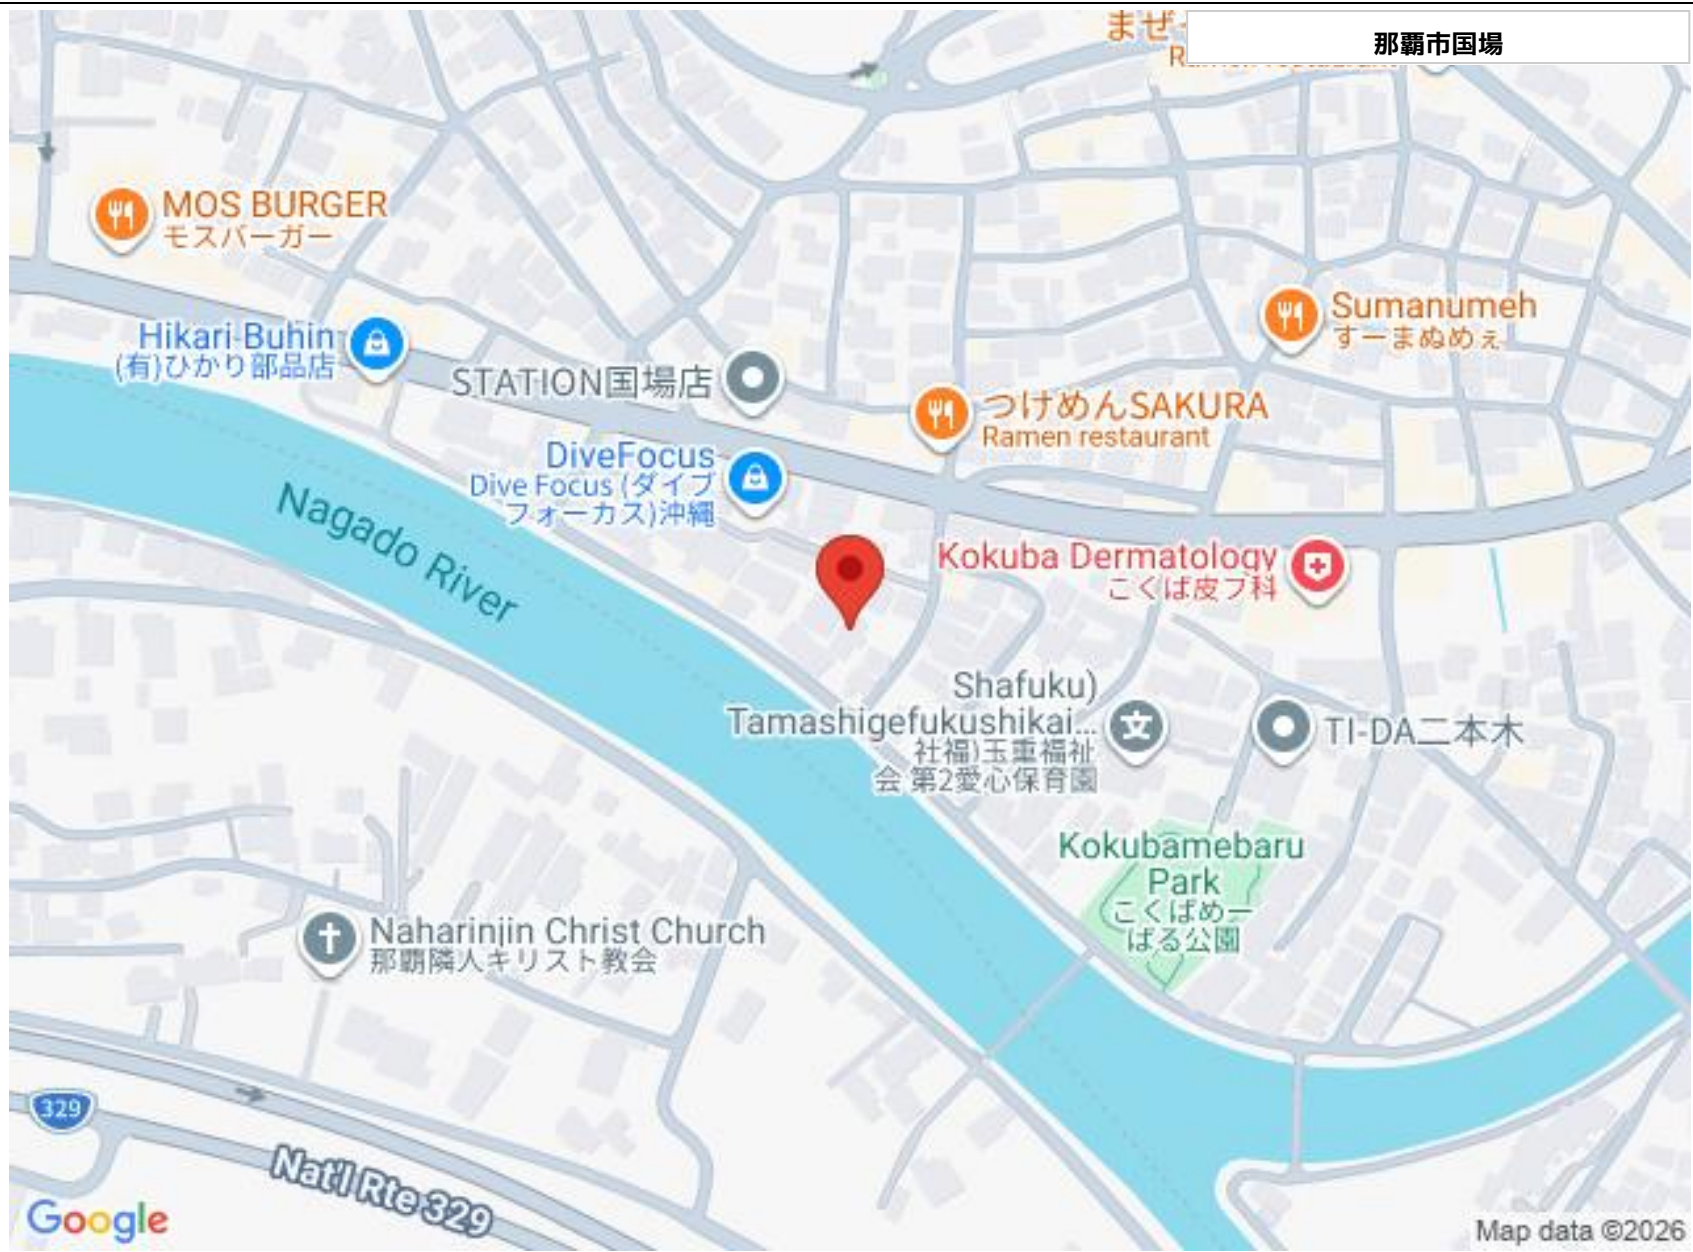 那覇市国場
まぜ
MOS BURGER
モスバーガー
Sumanumeh
すーまぬめぇ
Hikari Buhin
(有)ひかり部品店
STATION国場店
つけめんSAKURA
Ramen restaurant
DiveFocus
Dive Focus (ダイブ
フォーカス)沖縄
Nagado River
Kokuba Dermatology
こくば皮フ科
Shafuku)
Tamashigefukushikai...
社福)玉重福祉
会 第2愛心保育園
TI-DA二本木
Kokubamebaru
Park
こくばめー
ばる公園
Naharinjin Christ Church
那覇隣人キリスト教会
329
Nat'l Rte 329
Google
Map data ©2026